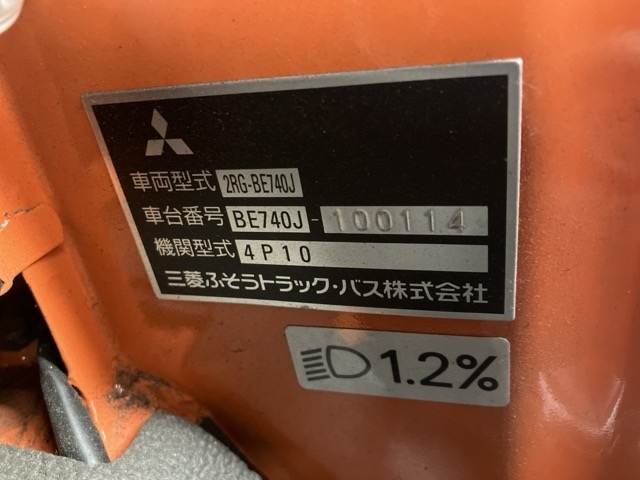 車両型式 2RG-BE740J
車台番号 BE740J-100114
機関型式 4P10
三菱ふそうトラック・バス株式会社
1.2%